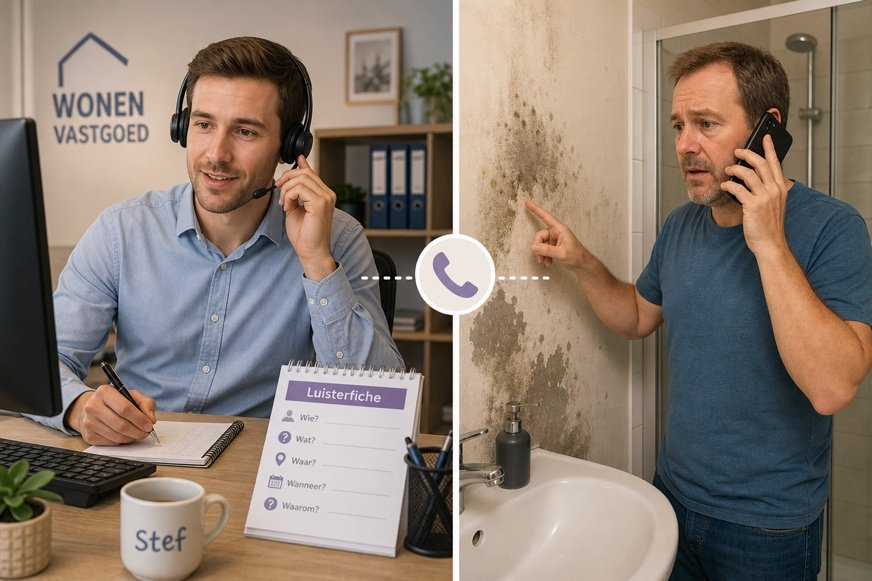 WONEN
VASTGOED
Luisterfiche
Wie?
Wat?
Waar?
Wanneer?
Waarom?
Stef